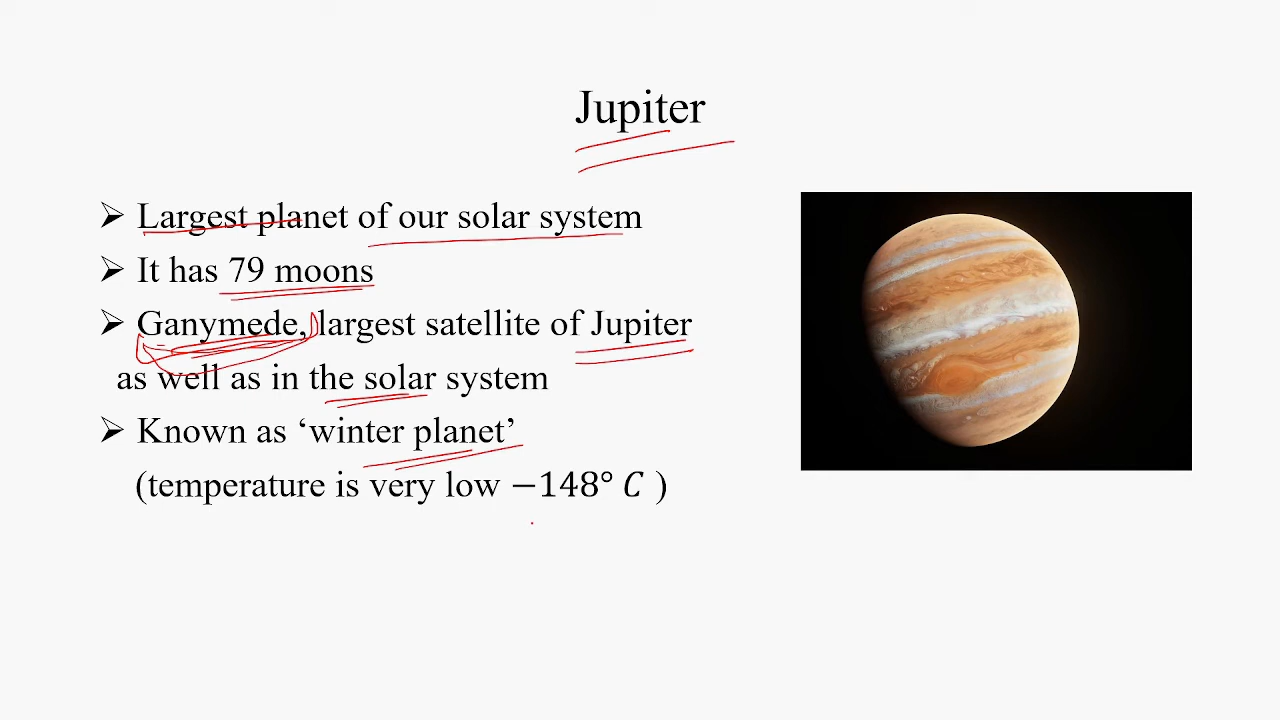 Jupiter
➢ Largest planet of our solar system
➢ It has 79 moons
➢ Ganymede, largest satellite of Jupiter
as well as in the solar system
➢ Known as ‘winter planet’
(temperature is very low −148° C )